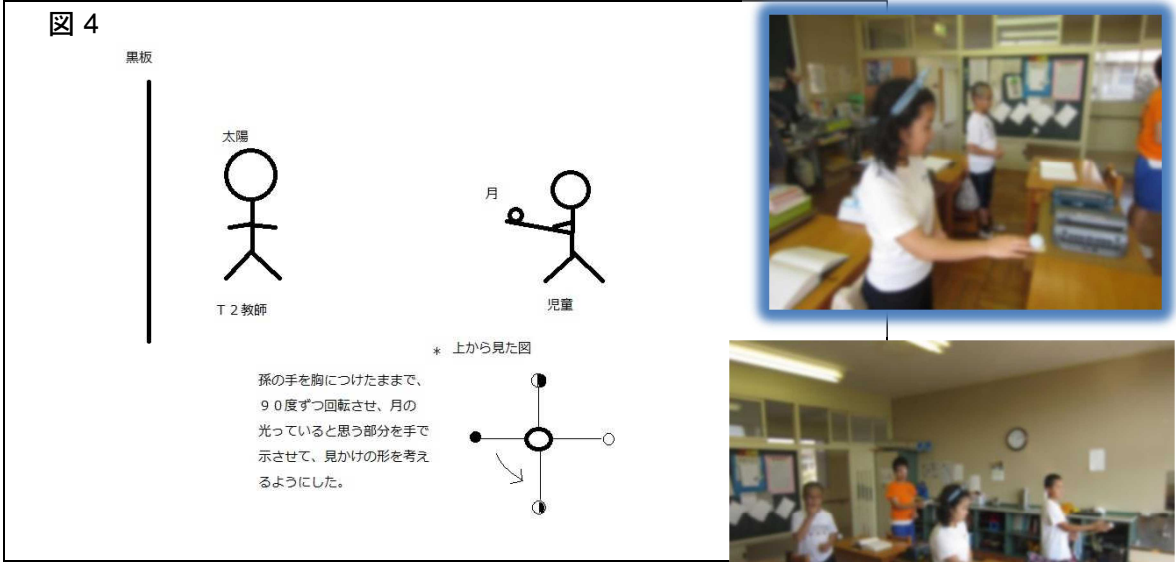 図４
黒板
太陽
月
Ｔ２教師
児童
* 上から見た図
孫の手を胸につけたままで、
９０度ずつ回転させ、月の
光っていると思う部分を手で
示させて、見かけの形を考え
るようにした。